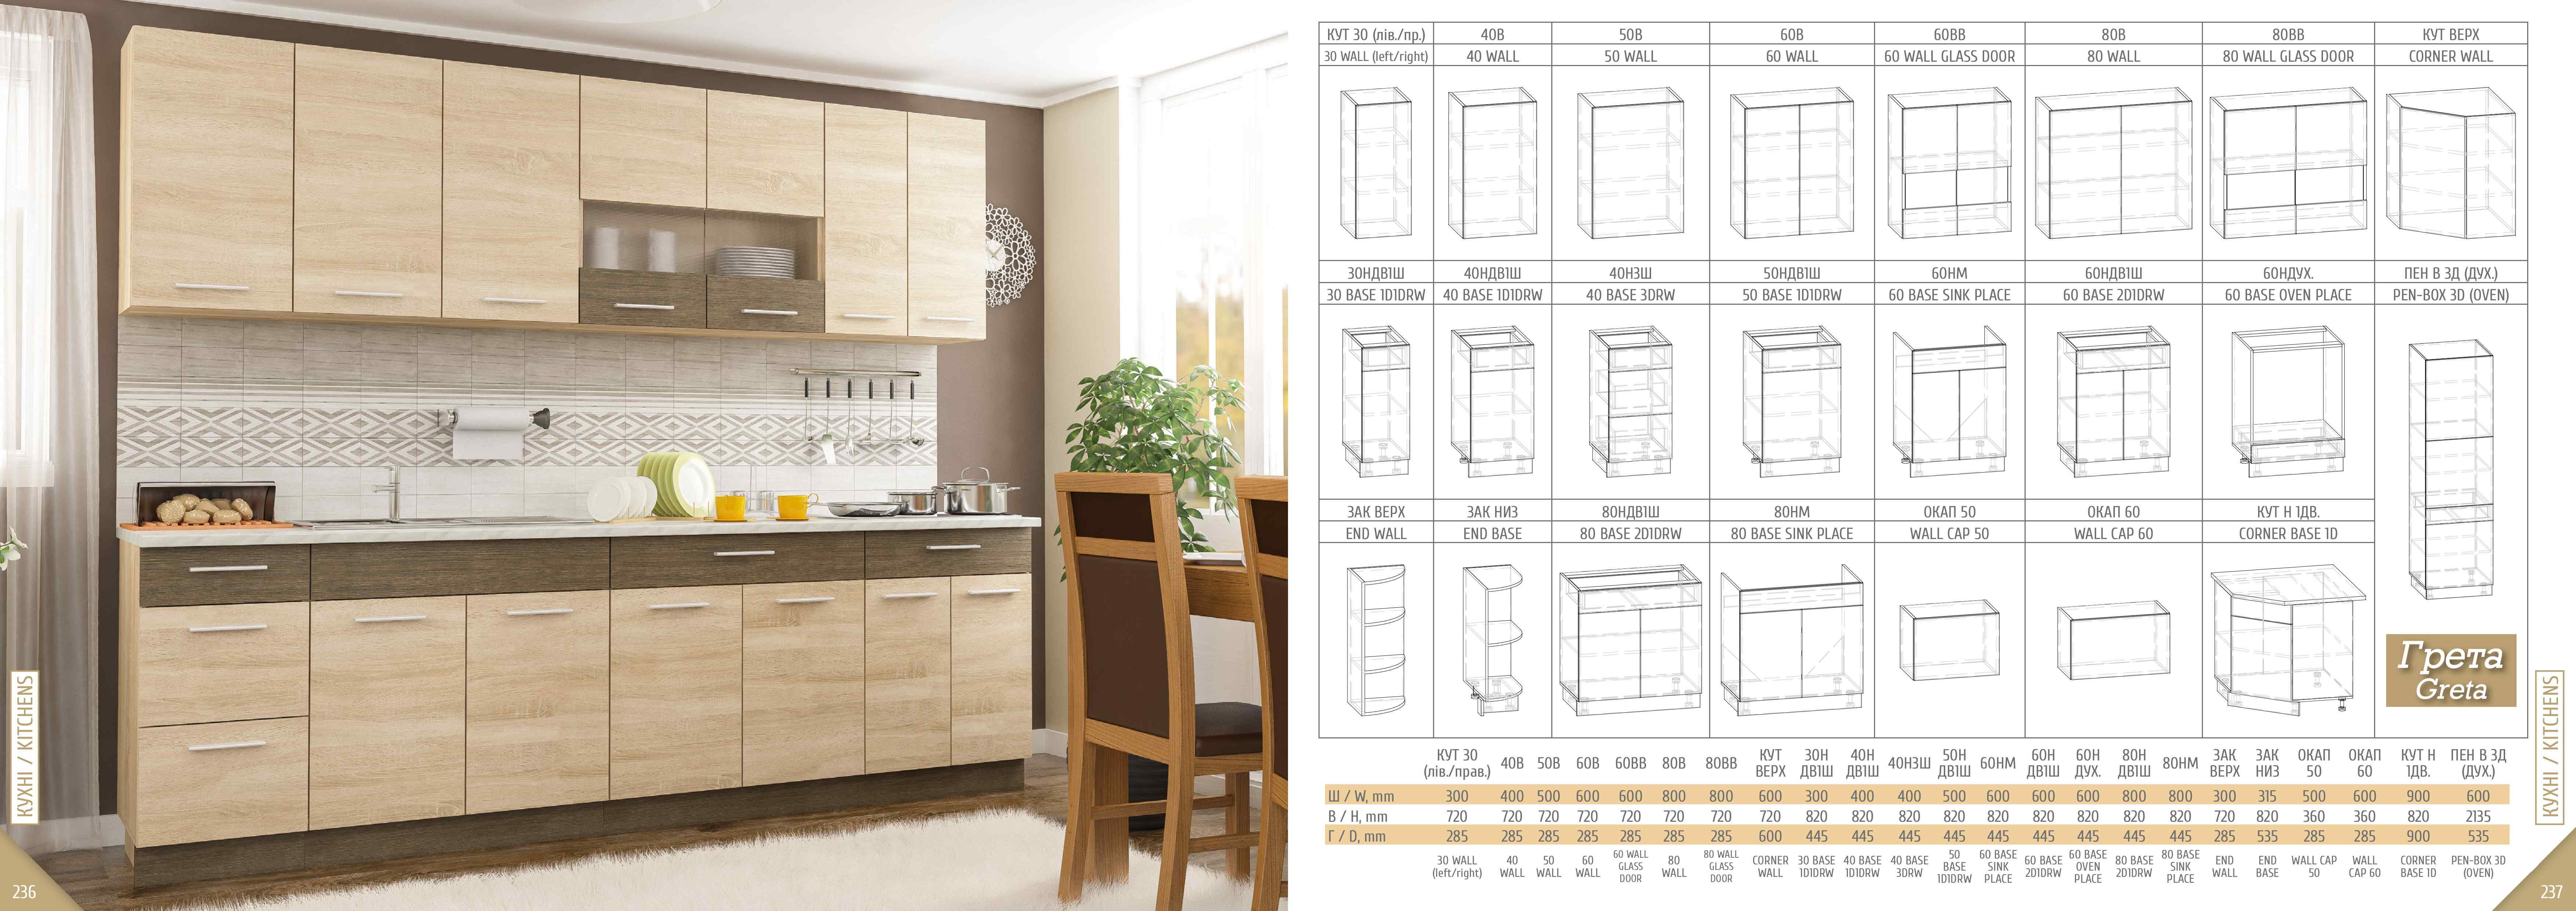 КУХНІ / KITCHENS
236
КУТ 30 (лів./пр.) 40В 50В 60В 60ВВ 80В 80ВВ КУТ ВЕРХ
30 WALL (left/right) 40 WALL 50 WALL 60 WALL 60 WALL GLASS DOOR 80 WALL 80 WALL GLASS DOOR CORNER WALL
30НДВ1Ш 40НДВ1Ш 40Н3Ш 50НДВ1Ш 60НМ 60НДВ1Ш 60НДУХ. ПЕН В 3Д (ДУХ.)
30 BASE 1D1DRW 40 BASE 1D1DRW 40 BASE 3DRW 50 BASE 1D1DRW 60 BASE SINK PLACE 60 BASE 2D1DRW 60 BASE OVEN PLACE PEN-BOX 3D (OVEN)
ЗАК ВЕРХ ЗАК НИЗ 80НДВ1Ш 80НМ ОКАП 50 ОКАП 60 КУТ Н 1ДВ.
END WALL END BASE 80 BASE 2D1DRW 80 BASE SINK PLACE WALL CAP 50 WALL CAP 60 CORNER BASE 1D
Грета
Greta
КУТ 30 (лів./прав.) 40В 50В 60В 60ВВ 80В 80ВВ КУТ ВЕРХ 30Н ДВ1Ш 40Н ДВ1Ш 40Н3Ш 50Н ДВ1Ш 60НМ 60Н ДВ1Ш 60Н ДУХ. 80Н ДВ1Ш 80НМ ЗАК ВЕРХ ЗАК НИЗ ОКАП 50 ОКАП 60 КУТ Н 1ДВ. ПЕН В 3Д (ДУХ.)
Ш / W, mm 300 400 500 600 600 800 800 600 300 400 400 500 600 600 600 800 800 300 315 500 600 900 600
В / H, mm 720 720 720 720 720 720 720 720 820 820 820 820 820 820 820 820 820 720 820 360 360 820 2135
Г / D, mm 285 285 285 285 285 285 285 600 445 445 445 445 445 445 445 445 445 285 535 285 285 900 535
30 WALL (left/right) 40 WALL 50 WALL 60 WALL 60 WALL GLASS DOOR 80 WALL 80 WALL GLASS DOOR CORNER WALL 30 BASE 1D1DRW 40 BASE 1D1DRW 40 BASE 3DRW 50 BASE 1D1DRW 60 BASE SINK PLACE 60 BASE 2D1DRW 60 BASE OVEN PLACE 80 BASE 2D1DRW 80 BASE SINK PLACE END WALL END BASE WALL CAP 50 WALL CAP 60 CORNER BASE 1D PEN-BOX 3D (OVEN)
КУХНІ / KITCHENS
237